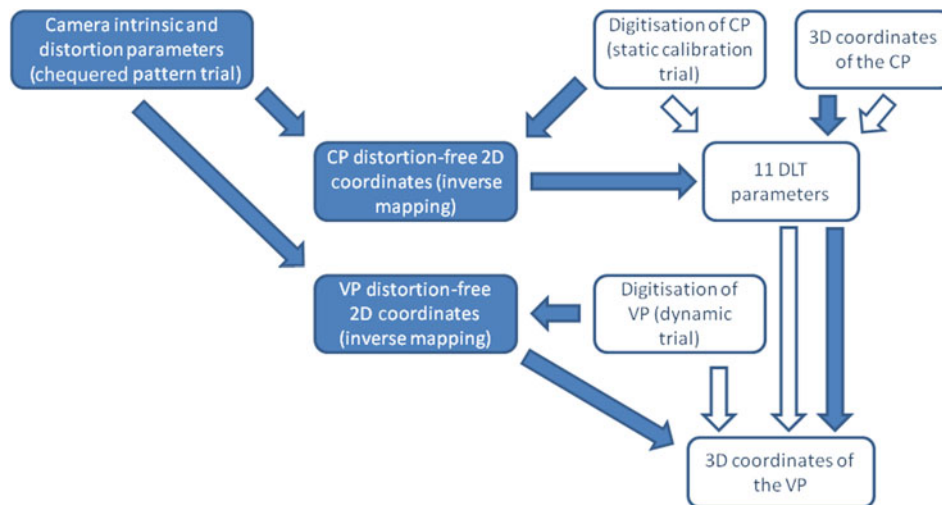 Camera intrinsic and
distortion parameters
(chequered pattern trial)
Digitisation of CP
(static calibration
trial)
3D coordinates
of the CP
CP distortion-free 2D
coordinates (inverse
mapping)
11 DLT
parameters
VP distortion-free
2D coordinates
(inverse mapping)
Digitisation of
VP (dynamic
trial)
3D coordinates of
the VP